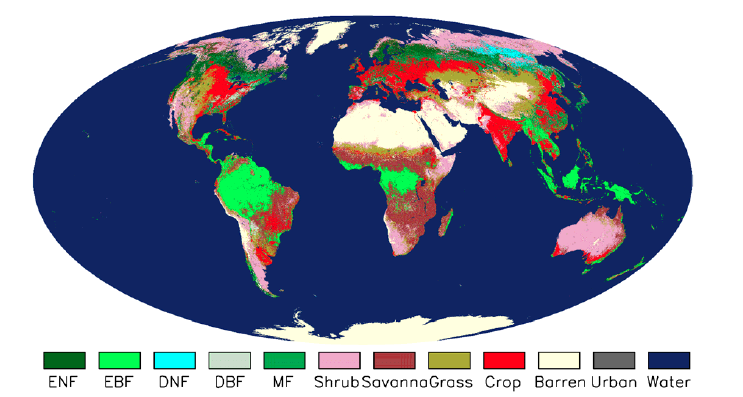 ENF EBF DNF DBF MF Shrub Savanna Grass Crop Barren Urban Water